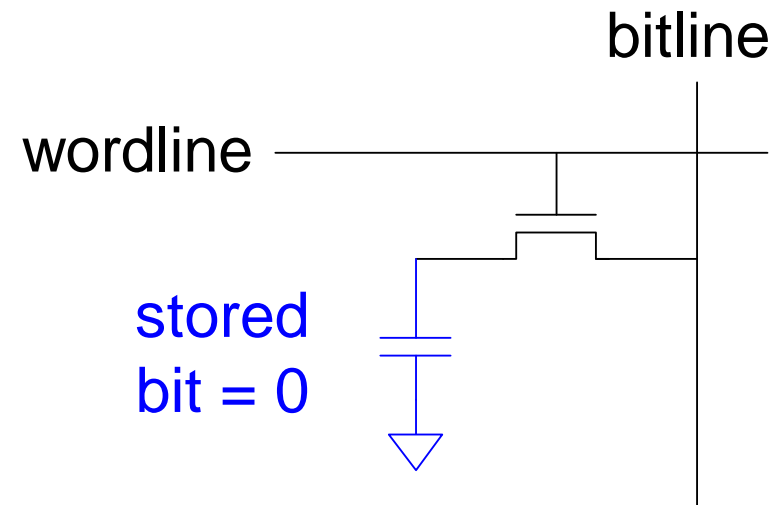 bitline
wordline
stored
bit = 0